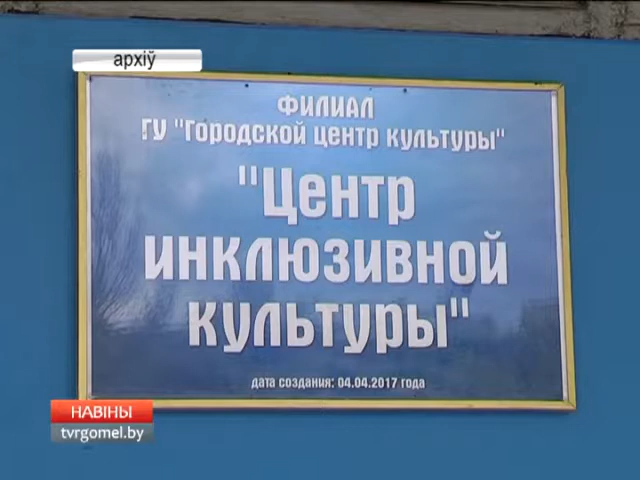 архіў
ФИЛИАЛ
ГУ "Городской центр культуры"
"Центр
инклюзивной
культуры"
дата создания: 04.04.2017 года
НАВІНЫ
tvrgomel.by